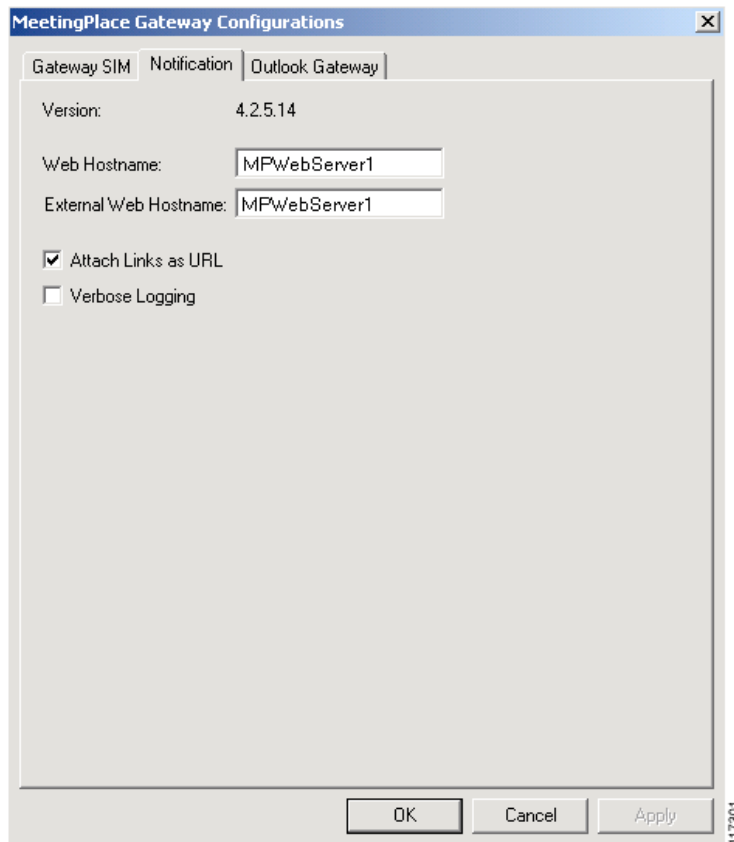 MeetingPlace Gateway Configurations
Gateway SIM Notification Outlook Gateway
Version: 4.2.5.14
Web Hostname: MPWebServer1
External Web Hostname: MPWebServer1
Attach Links as URL
Verbose Logging
OK Cancel Apply